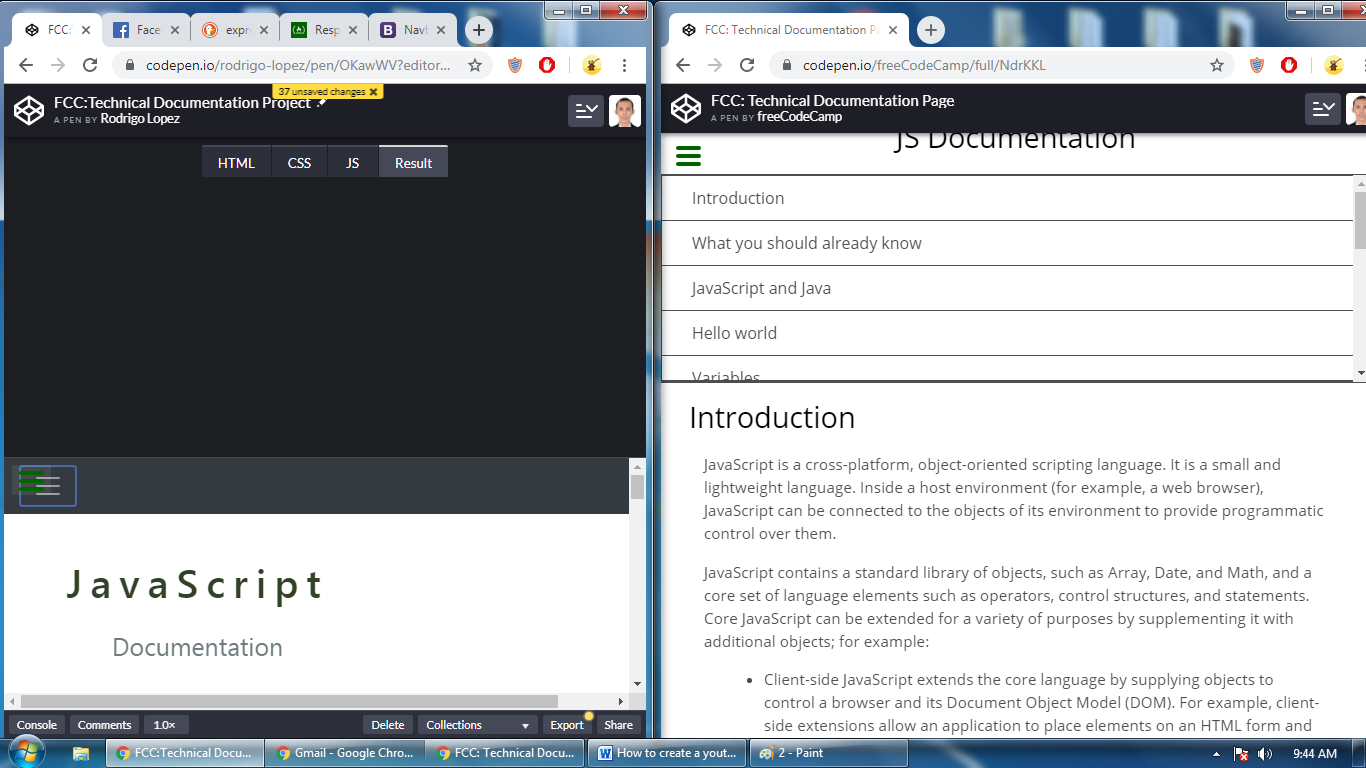 FCC:
Face
expr
Resp
Navb
codepen.io/rodrigo-lopez/pen/OKawWV?editor...
37 unsaved changes
FCC:Technical Documentation Project
A PEN BY Rodrigo Lopez
HTML CSS JS Result
JavaScript
Documentation
Console Comments 1.0× Delete Collections Export Share
FCC: Technical Documentation P
codepen.io/freeCodeCamp/full/NdrKKL
FCC: Technical Documentation Page
A PEN BY freeCodeCamp
JS Documentation
Introduction
What you should already know
JavaScript and Java
Hello world
Variables
Introduction
JavaScript is a cross-platform, object-oriented scripting language. It is a small and
lightweight language. Inside a host environment (for example, a web browser),
JavaScript can be connected to the objects of its environment to provide programmatic
control over them.
JavaScript contains a standard library of objects, such as Array, Date, and Math, and a
core set of language elements such as operators, control structures, and statements.
Core JavaScript can be extended for a variety of purposes by supplementing it with
additional objects; for example:
• Client-side JavaScript extends the core language by supplying objects to
control a browser and its Document Object Model (DOM). For example, client-
side extensions allow an application to place elements on an HTML form and
FCC:Technical Docu... Gmail - Google Chro... FCC: Technical Docu... How to create a yout... 2 - Paint 9:44 AM